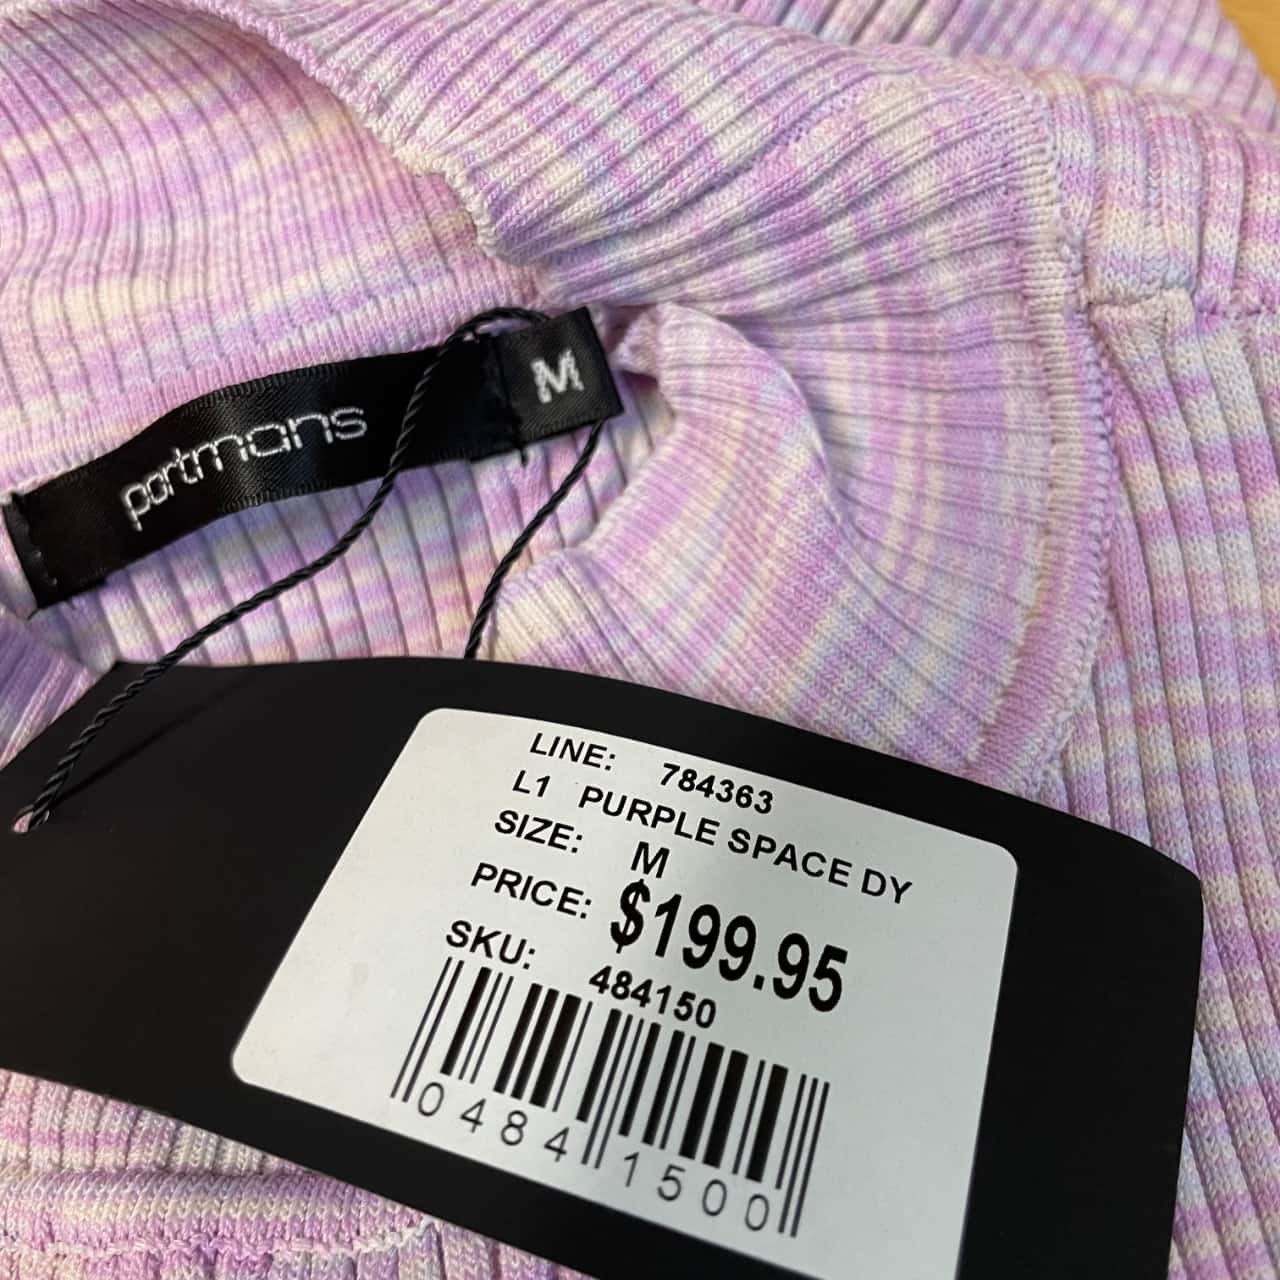 portmans
M
LINE: 784363
L1 PURPLE SPACE DY
SIZE: M
PRICE: $199.95
SKU: 484150
0484 1500